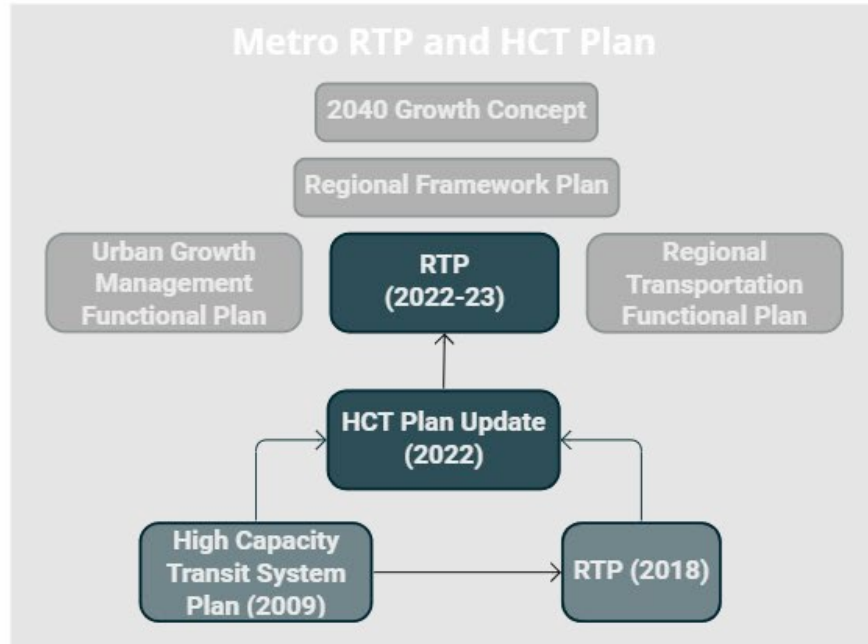 Metro RTP and HCT Plan
2040 Growth Concept
Regional Framework Plan
Urban Growth
Management
Functional Plan
RTP
(2022-23)
Regional
Transportation
Functional Plan
HCT Plan Update
(2022)
High Capacity
Transit System
Plan (2009)
RTP (2018)